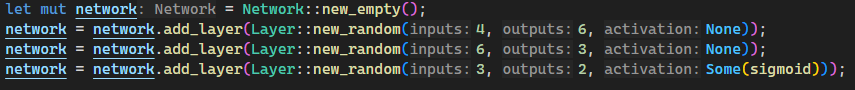 let mut network: Network = Network::new_empty();
network = network.add_layer(Layer::new_random(inputs: 4, outputs: 6, activation: None));
network = network.add_layer(Layer::new_random(inputs: 6, outputs: 3, activation: None));
network = network.add_layer(Layer::new_random(inputs: 3, outputs: 2, activation: Some(sigmoid)));